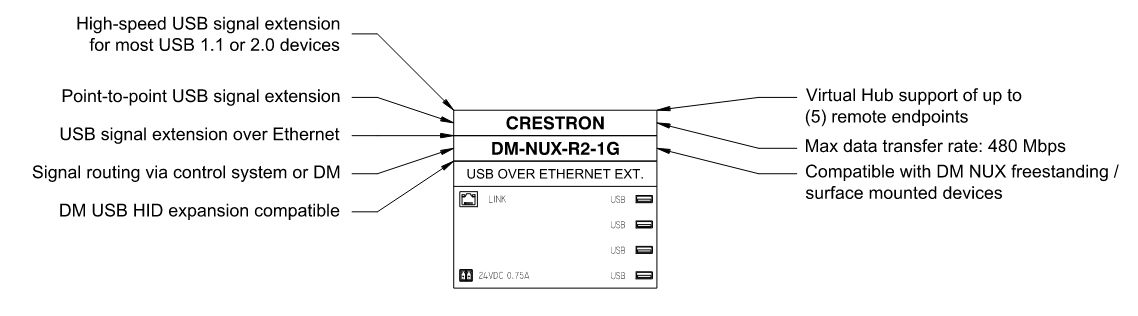 High-speed USB signal extension
for most USB 1.1 or 2.0 devices
Point-to-point USB signal extension
USB signal extension over Ethernet
Signal routing via control system or DM
DM USB HID expansion compatible
CRESTRON
DM-NUX-R2-1G
USB OVER ETHERNET EXT.
LINK USB
USB
USB
24VDC 0.75A USB
Virtual Hub support of up to
(5) remote endpoints
Max data transfer rate: 480 Mbps
Compatible with DM NUX freestanding /
surface mounted devices